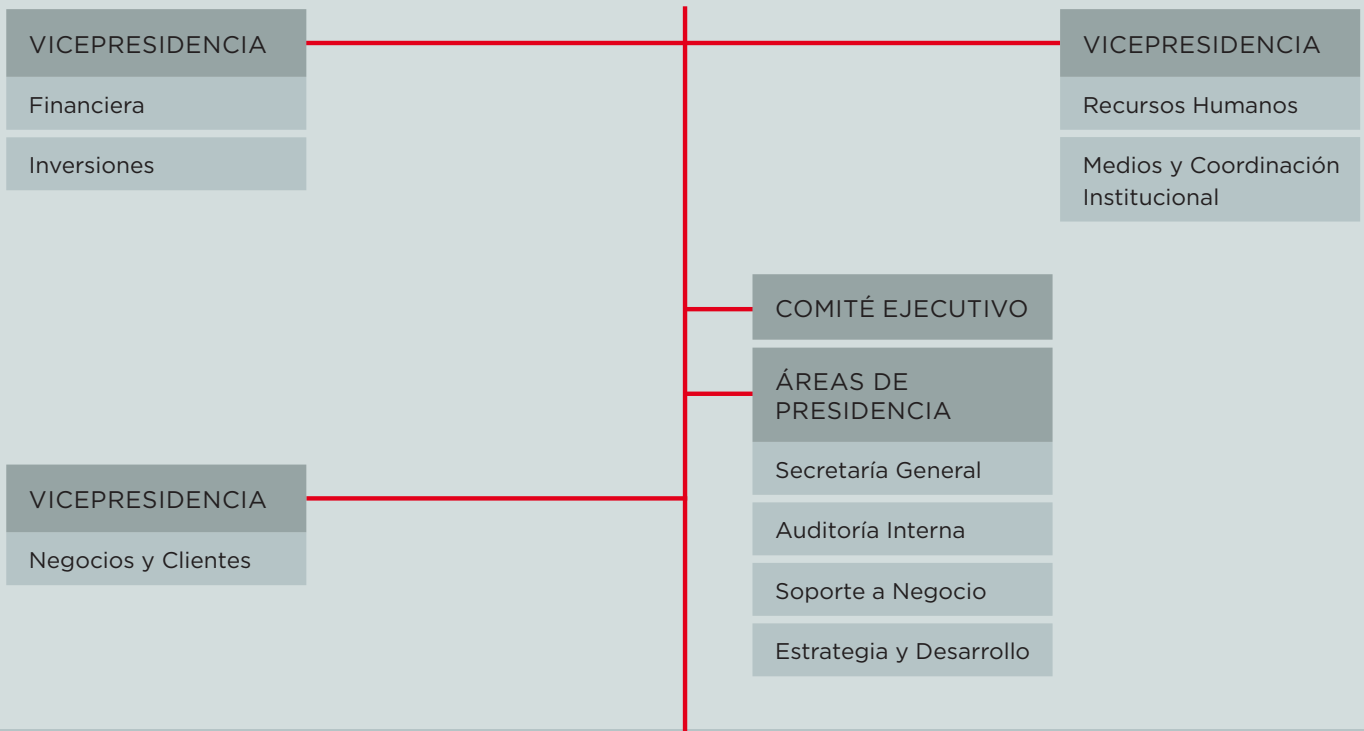 VICEPRESIDENCIA
Financiera
Inversiones
VICEPRESIDENCIA
Recursos Humanos
Medios y Coordinación
Institucional
COMITÉ EJECUTIVO
ÁREAS DE
PRESIDENCIA
Secretaría General
Auditoría Interna
Soporte a Negocio
Estrategia y Desarrollo
VICEPRESIDENCIA
Negocios y Clientes